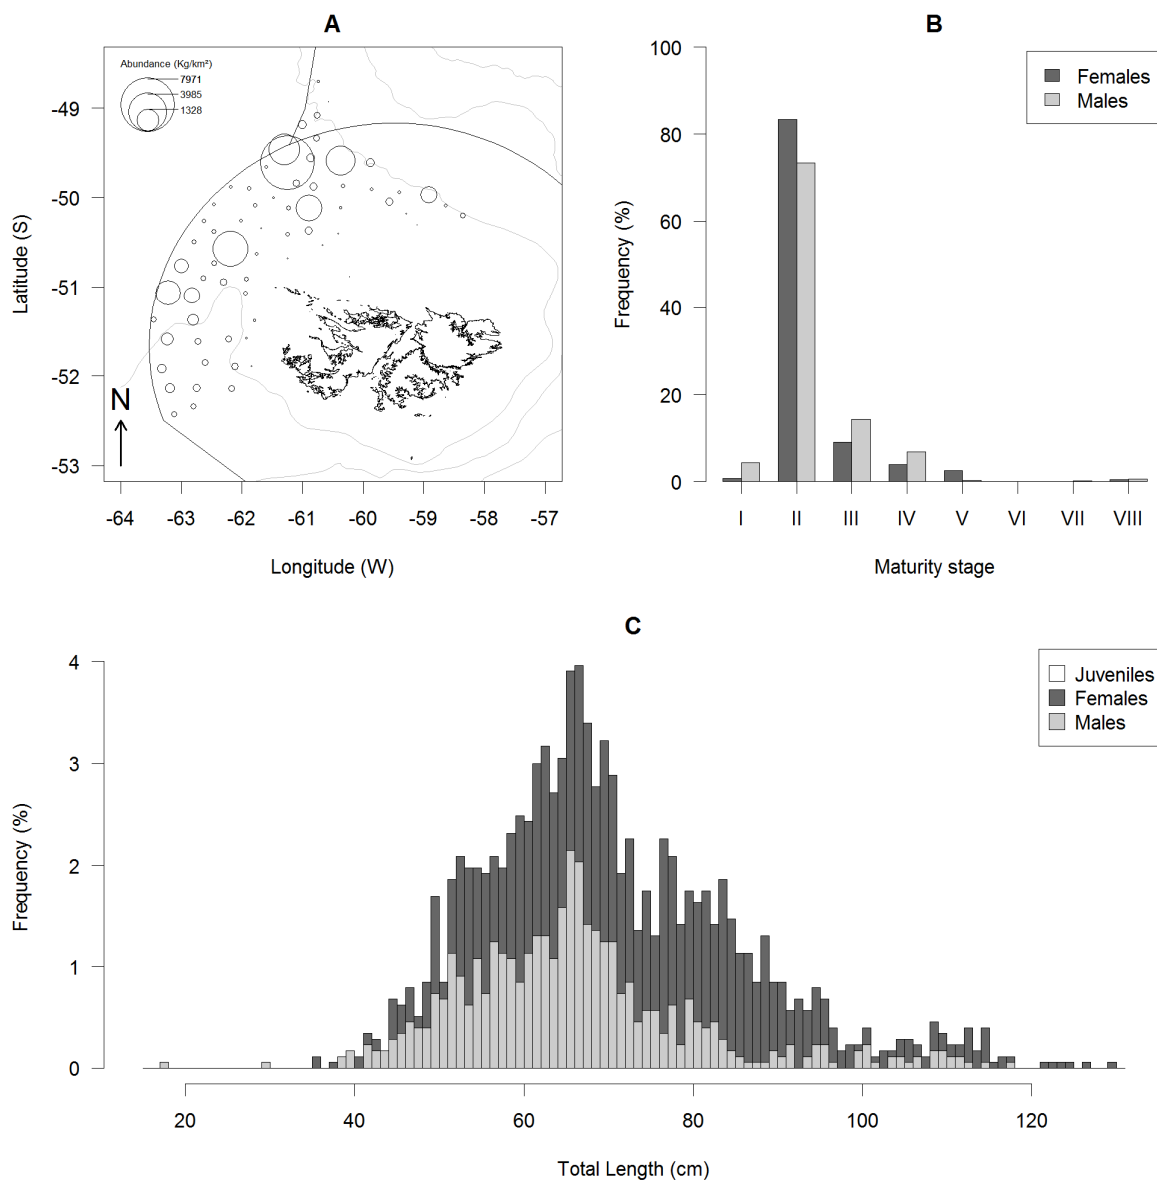 A
Abundance (Kg/km²)
7971
3985
1328
-49
-50
-51
-52
-53
Latitude (S)
N
-64 -63 -62 -61 -60 -59 -58 -57
Longitude (W)
B
Females
Males
100
80
60
40
20
0
Frequency (%)
I II III IV V VI VII VIII
Maturity stage
C
Juveniles
Females
Males
4
3
2
1
0
Frequency (%)
20 40 60 80 100 120
Total Length (cm)